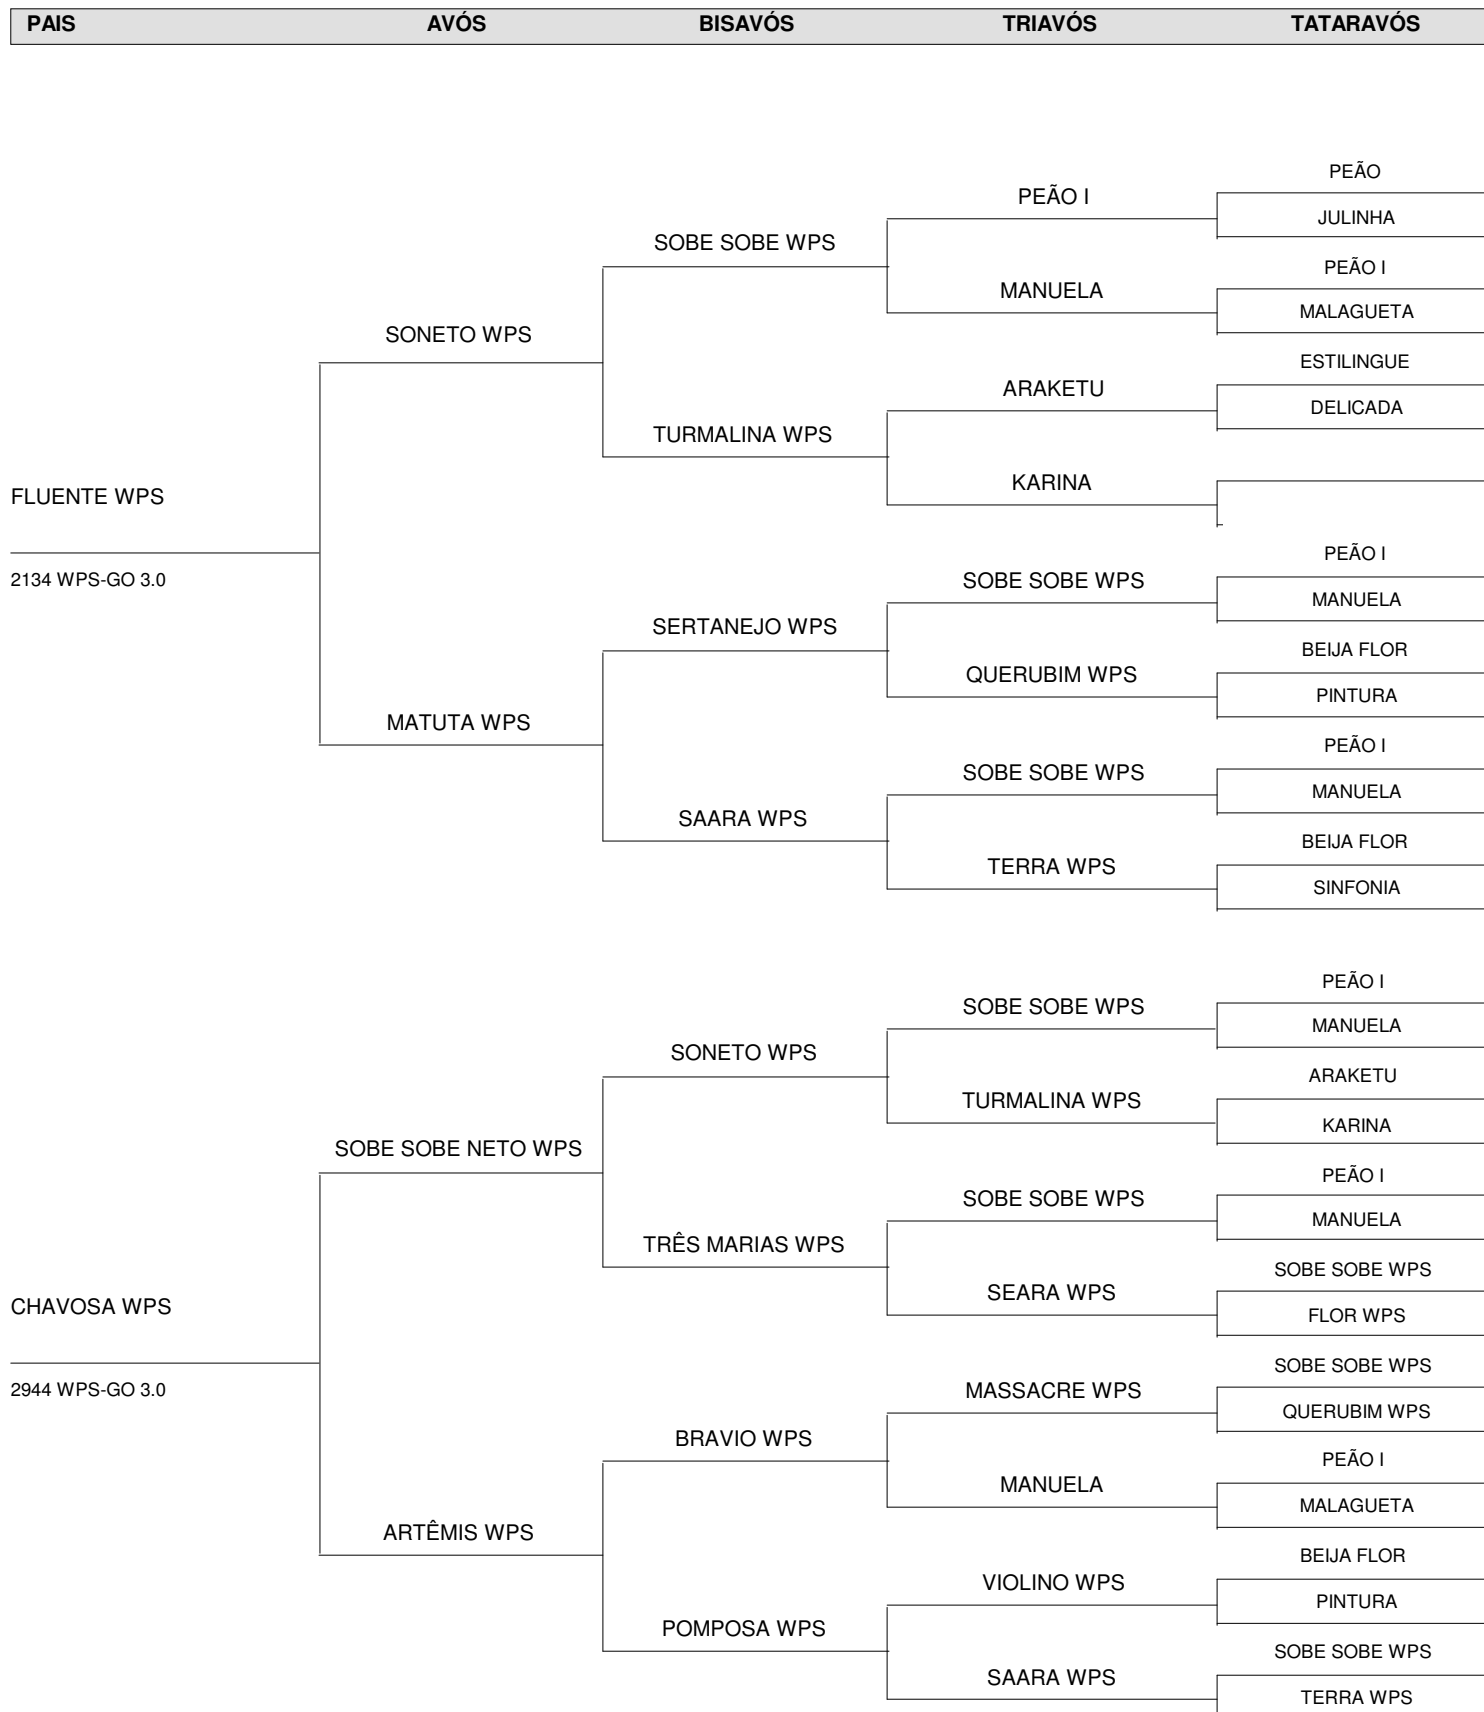 PAIS AVÓS BISAVÓS TRIAVÓS TATARAVÓS
PEÃO
PEÃO I
JULINHA
SOBE SOBE WPS
PEÃO I
MANUELA
MALAGUETA
SONETO WPS
ESTILINGUE
ARAKETU
DELICADA
TURMALINA WPS
KARINA
FLUENTE WPS
PEÃO I
2134 WPS-GO 3.0
SOBE SOBE WPS
MANUELA
SERTANEJO WPS
BEIJA FLOR
QUERUBIM WPS
PINTURA
MATUTA WPS
PEÃO I
SOBE SOBE WPS
MANUELA
SAARA WPS
BEIJA FLOR
TERRA WPS
SINFONIA
PEÃO I
SOBE SOBE WPS
MANUELA
SONETO WPS
ARAKETU
TURMALINA WPS
KARINA
SOBE SOBE NETO WPS
PEÃO I
SOBE SOBE WPS
MANUELA
TRÊS MARIAS WPS
SOBE SOBE WPS
SEARA WPS
CHAVOSA WPS
FLOR WPS
SOBE SOBE WPS
2944 WPS-GO 3.0
MASSACRE WPS
QUERUBIM WPS
BRAVIO WPS
PEÃO I
MANUELA
MALAGUETA
ARTÊMIS WPS
BEIJA FLOR
VIOLINO WPS
PINTURA
POMPOSA WPS
SOBE SOBE WPS
SAARA WPS
TERRA WPS